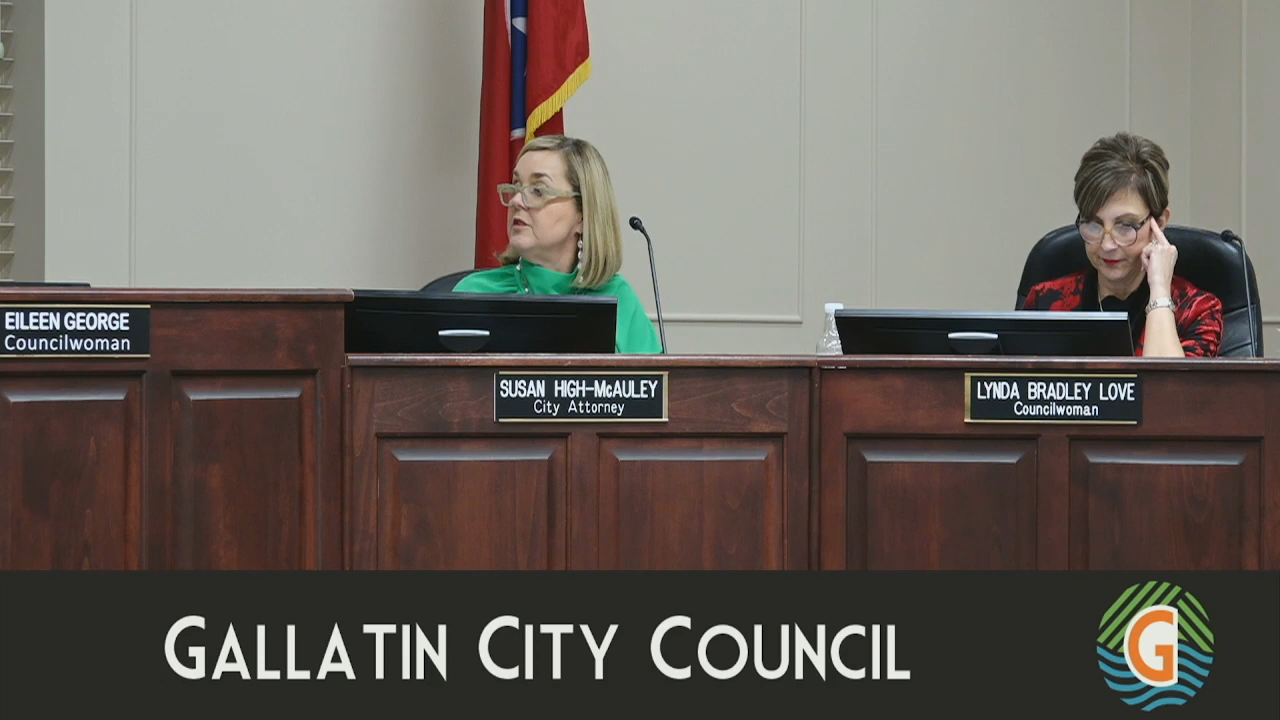 EILEEN GEORGE
Councilwoman
SUSAN HIGH-McAULEY
City Attorney
LYNDA BRADLEY LOVE
Councilwoman
GALLATIN CITY COUNCIL
G